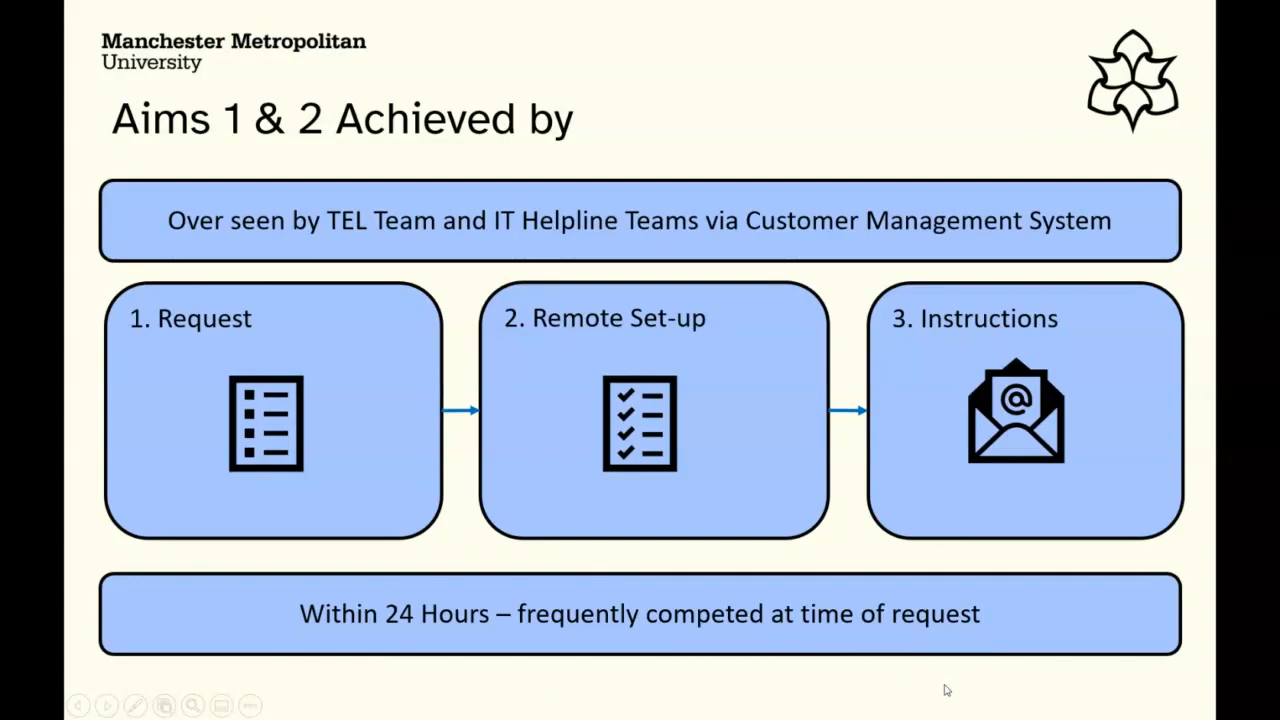 Manchester Metropolitan
University
Aims 1 & 2 Achieved by
Over seen by TEL Team and IT Helpline Teams via Customer Management System
1. Request
2. Remote Set-up
3. Instructions
@
Within 24 Hours – frequently competed at time of request